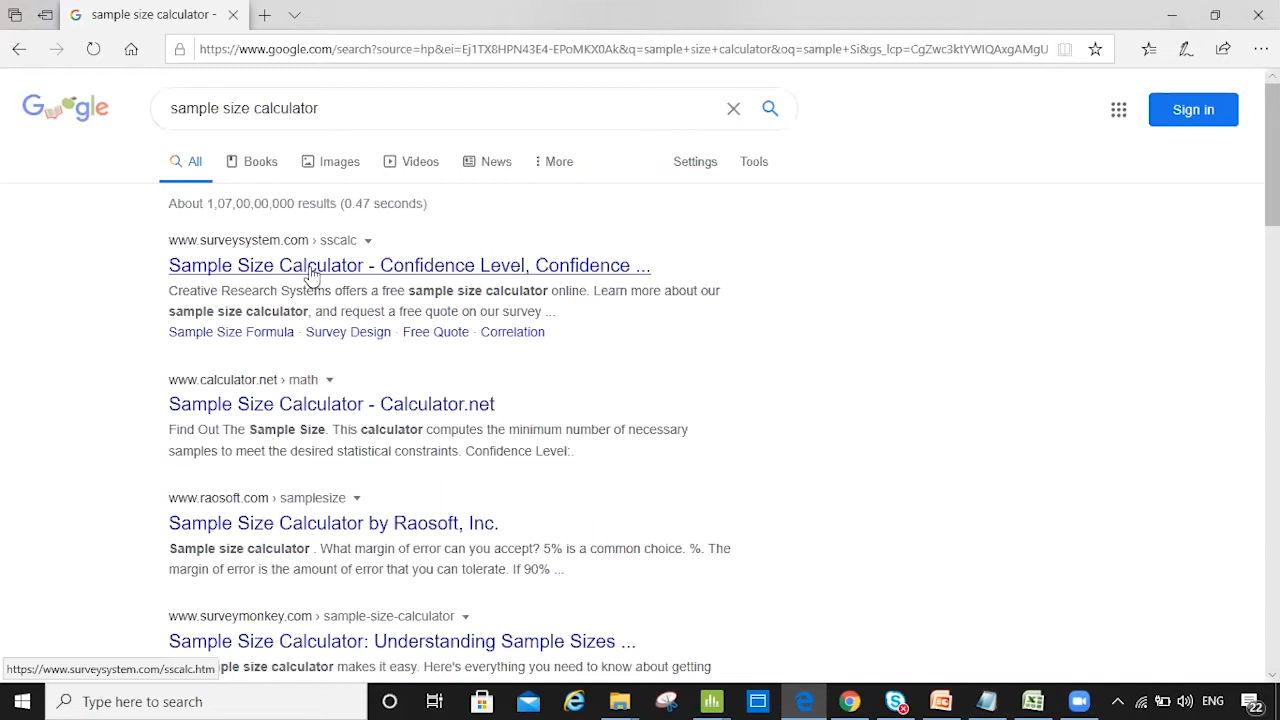 sample size calculator -
https://www.google.com/search?source=hp&ei=Ej1TX8HPN43E4-EPoMKX0Ak&q=sample+size+calculator&oq=sample+Si&gs_lcp=CgZwc3ktYWIQAxgAMgU
Google
sample size calculator
Sign in
All
Books
Images
Videos
News
More
Settings
Tools
About 1,07,00,00,000 results (0.47 seconds)
www.surveysystem.com › sscalc
Sample Size Calculator - Confidence Level, Confidence ...
Creative Research Systems offers a free sample size calculator online. Learn more about our
sample size calculator, and request a free quote on our survey ...
Sample Size Formula · Survey Design · Free Quote · Correlation
www.calculator.net › math
Sample Size Calculator - Calculator.net
Find Out The Sample Size. This calculator computes the minimum number of necessary
samples to meet the desired statistical constraints. Confidence Level:.
www.raosoft.com › samplesize
Sample Size Calculator by Raosoft, Inc.
Sample size calculator . What margin of error can you accept? 5% is a common choice. %. The
margin of error is the amount of error that you can tolerate. If 90% ...
www.surveymonkey.com › sample-size-calculator
Sample Size Calculator: Understanding Sample Sizes ...
https://www.surveysystem.com/sscalc.htm
ple size calculator makes it easy. Here's everything you need to know about getting
Type here to search
ENG
22